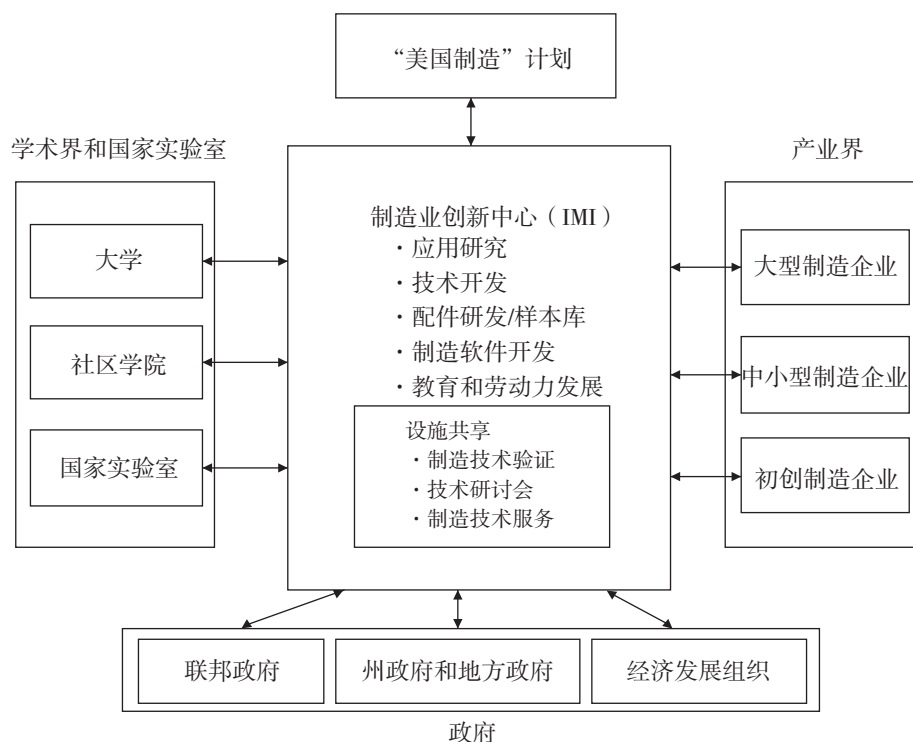 “美国制造”计划
学术界和国家实验室
大学
社区学院
国家实验室
制造业创新中心（IMI）
·应用研究
·技术开发
·配件研发/样本库
·制造软件开发
·教育和劳动力发展
设施共享
·制造技术验证
·技术研讨会
·制造技术服务
产业界
大型制造企业
中小型制造企业
初创制造企业
联邦政府
州政府和地方政府
经济发展组织
政府